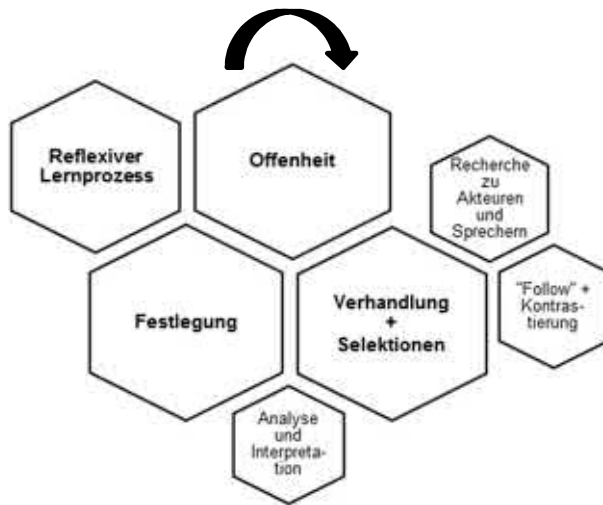 Reflexiver
Lernprozess
Offenheit
Recherche
zu
Akteuren
und
Sprechern
Festlegung
Verhandlung
+
Selektionen
"Follow" +
Kontras-
tierung
Analyse
und
Interpreta-
tion